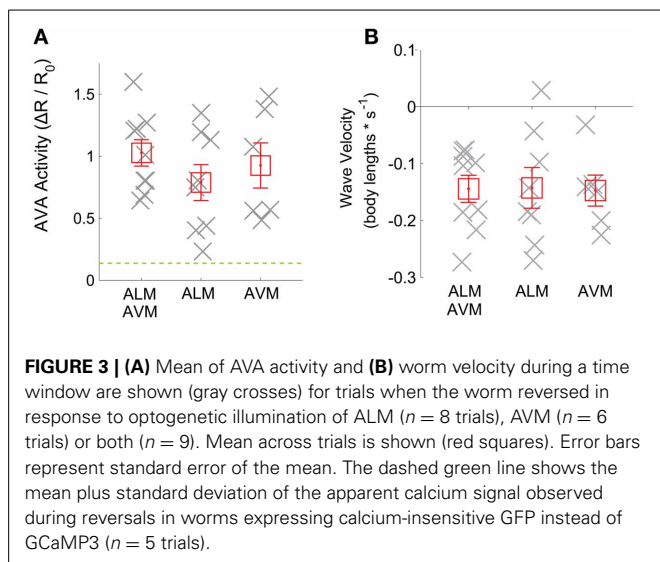 A
B
AVA Activity (ΔR / R0)
1.5
1
0.5
0
ALM
AVM
ALM
AVM
Wave Velocity
(body lengths * s-1)
0.1
0
-0.1
-0.2
-0.3
ALM
AVM
ALM
AVM
FIGURE 3 | (A) Mean of AVA activity and (B) worm velocity during a time
window are shown (gray crosses) for trials when the worm reversed in
response to optogenetic illumination of ALM (n = 8 trials), AVM (n = 6
trials) or both (n = 9). Mean across trials is shown (red squares). Error bars
represent standard error of the mean. The dashed green line shows the
mean plus standard deviation of the apparent calcium signal observed
during reversals in worms expressing calcium-insensitive GFP instead of
GCaMP3 (n = 5 trials).